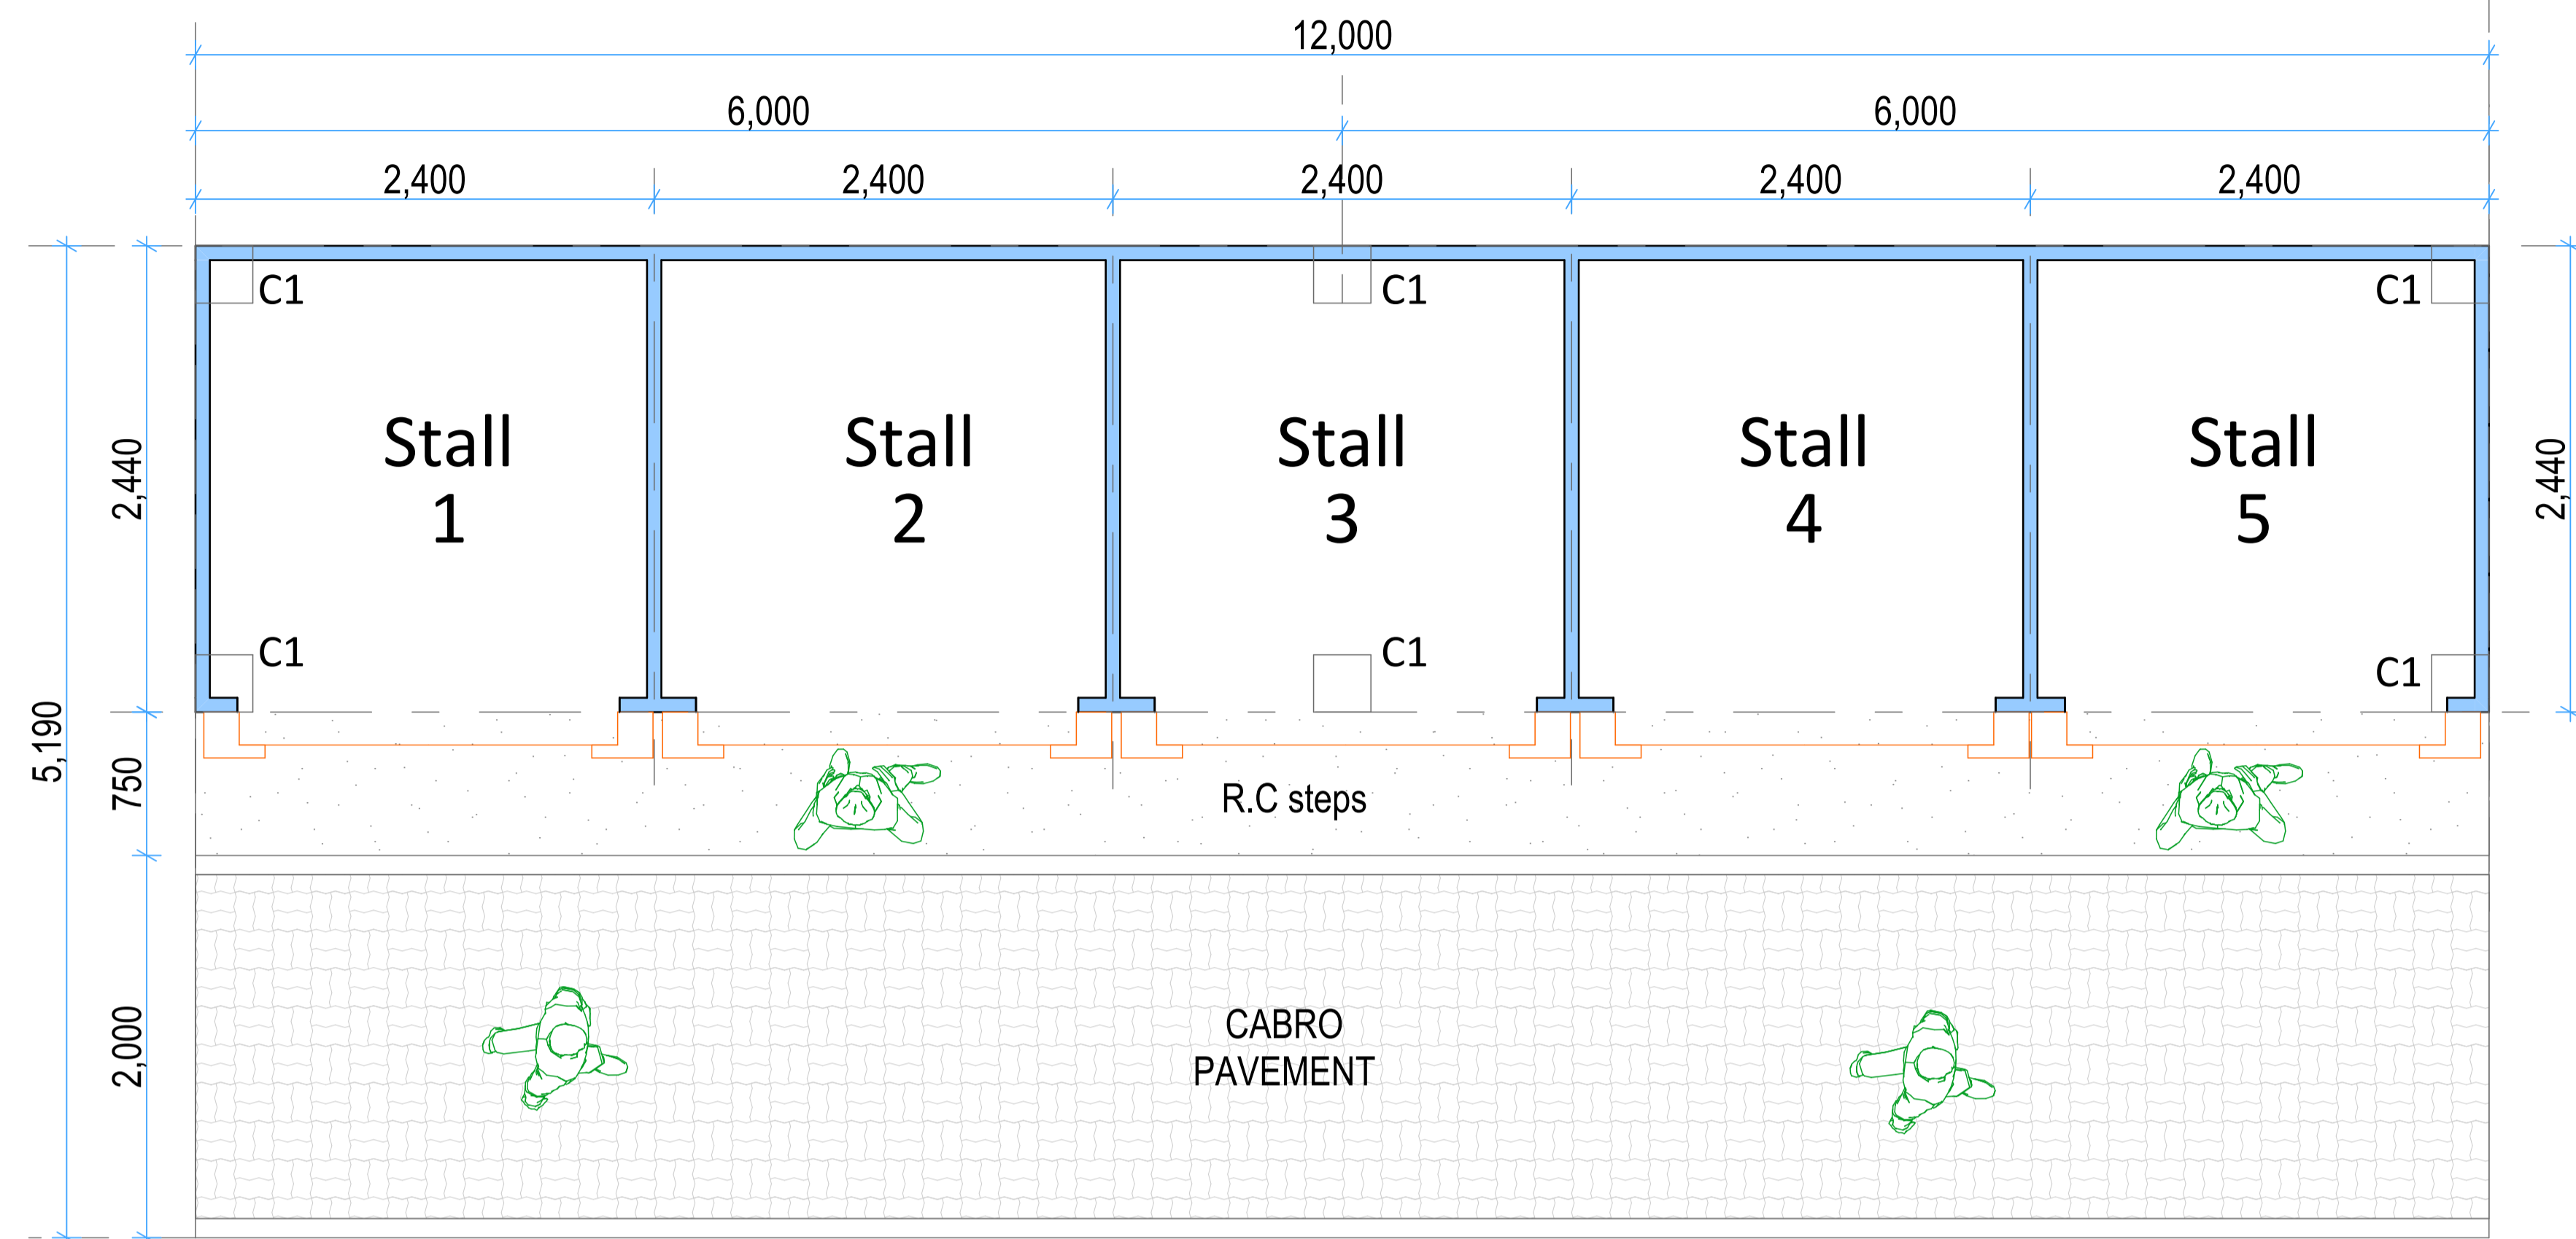 12,000
6,000 6,000
2,400 2,400 2,400 2,400 2,400
C1 C1 C1
Stall
1
Stall
2
Stall
3
Stall
4
Stall
5
2,440
2,440
C1 C1 C1
5,190
750
R.C steps
2,000
CABRO
PAVEMENT